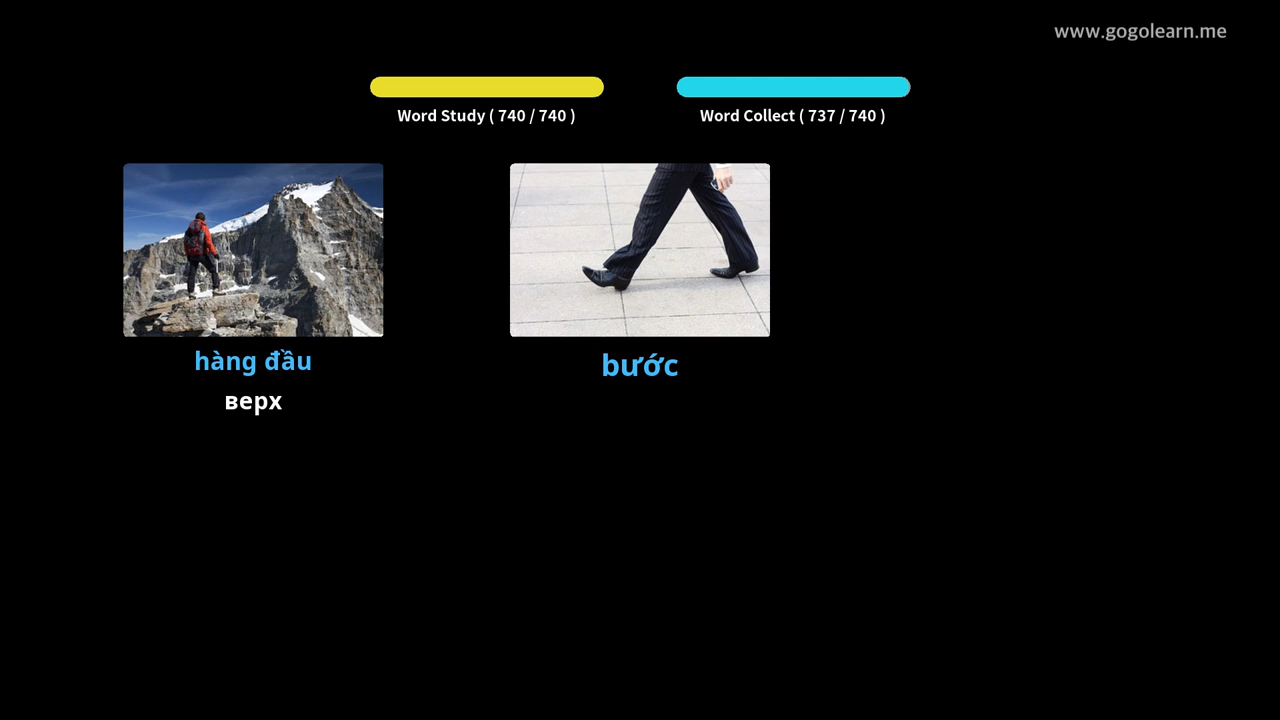 www.gogolearn.me
Word Study ( 740 / 740 )
Word Collect ( 737 / 740 )
hàng đầu
верх
bước